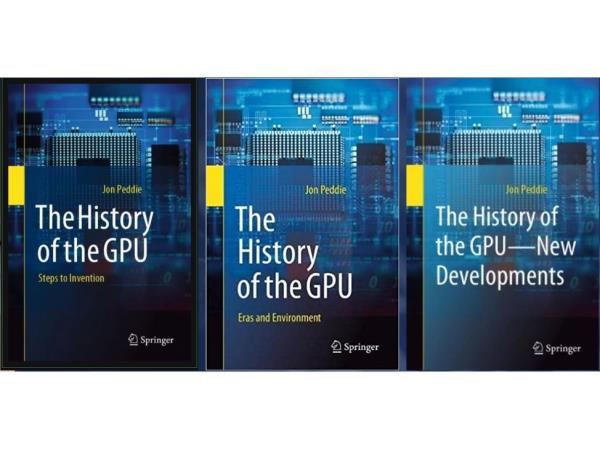 Jon Peddie
The History
of the GPU
Steps to Invention
Springer
Jon Peddie
The
History
of the GPU
Eras and Environment
Springer
Jon Peddie
The History of
the GPU—New
Developments
Springer